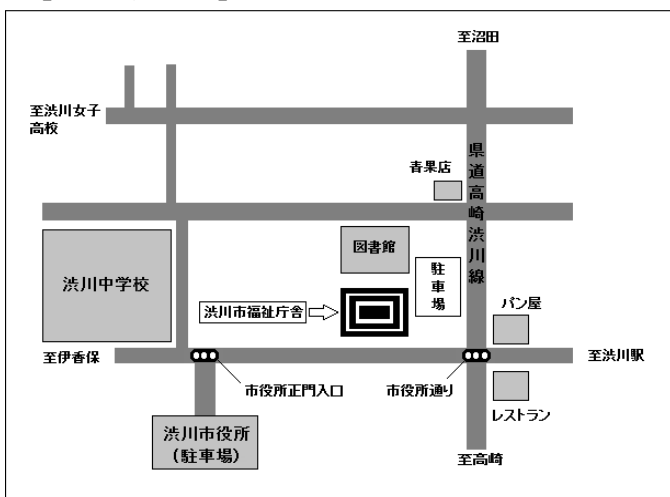 至沼田
至渋川女子
高校
県道高崎渋川線
青果店
図書館
駐車場
渋川中学校
渋川市福祉庁舎
パン屋
至伊香保
至渋川駅
市役所正門入口
市役所通り
レストラン
渋川市役所
(駐車場)
至高崎